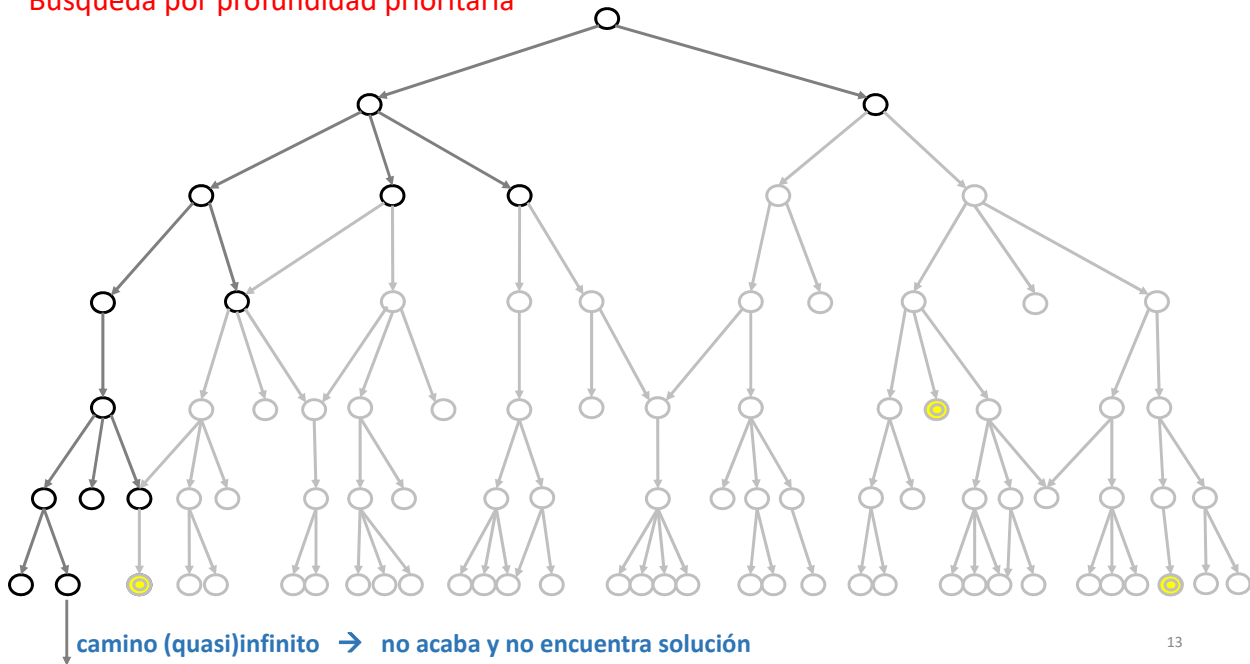 Búsqueda por profundidad prioritaria
camino (quasi)infinito → no acaba y no encuentra solución
13